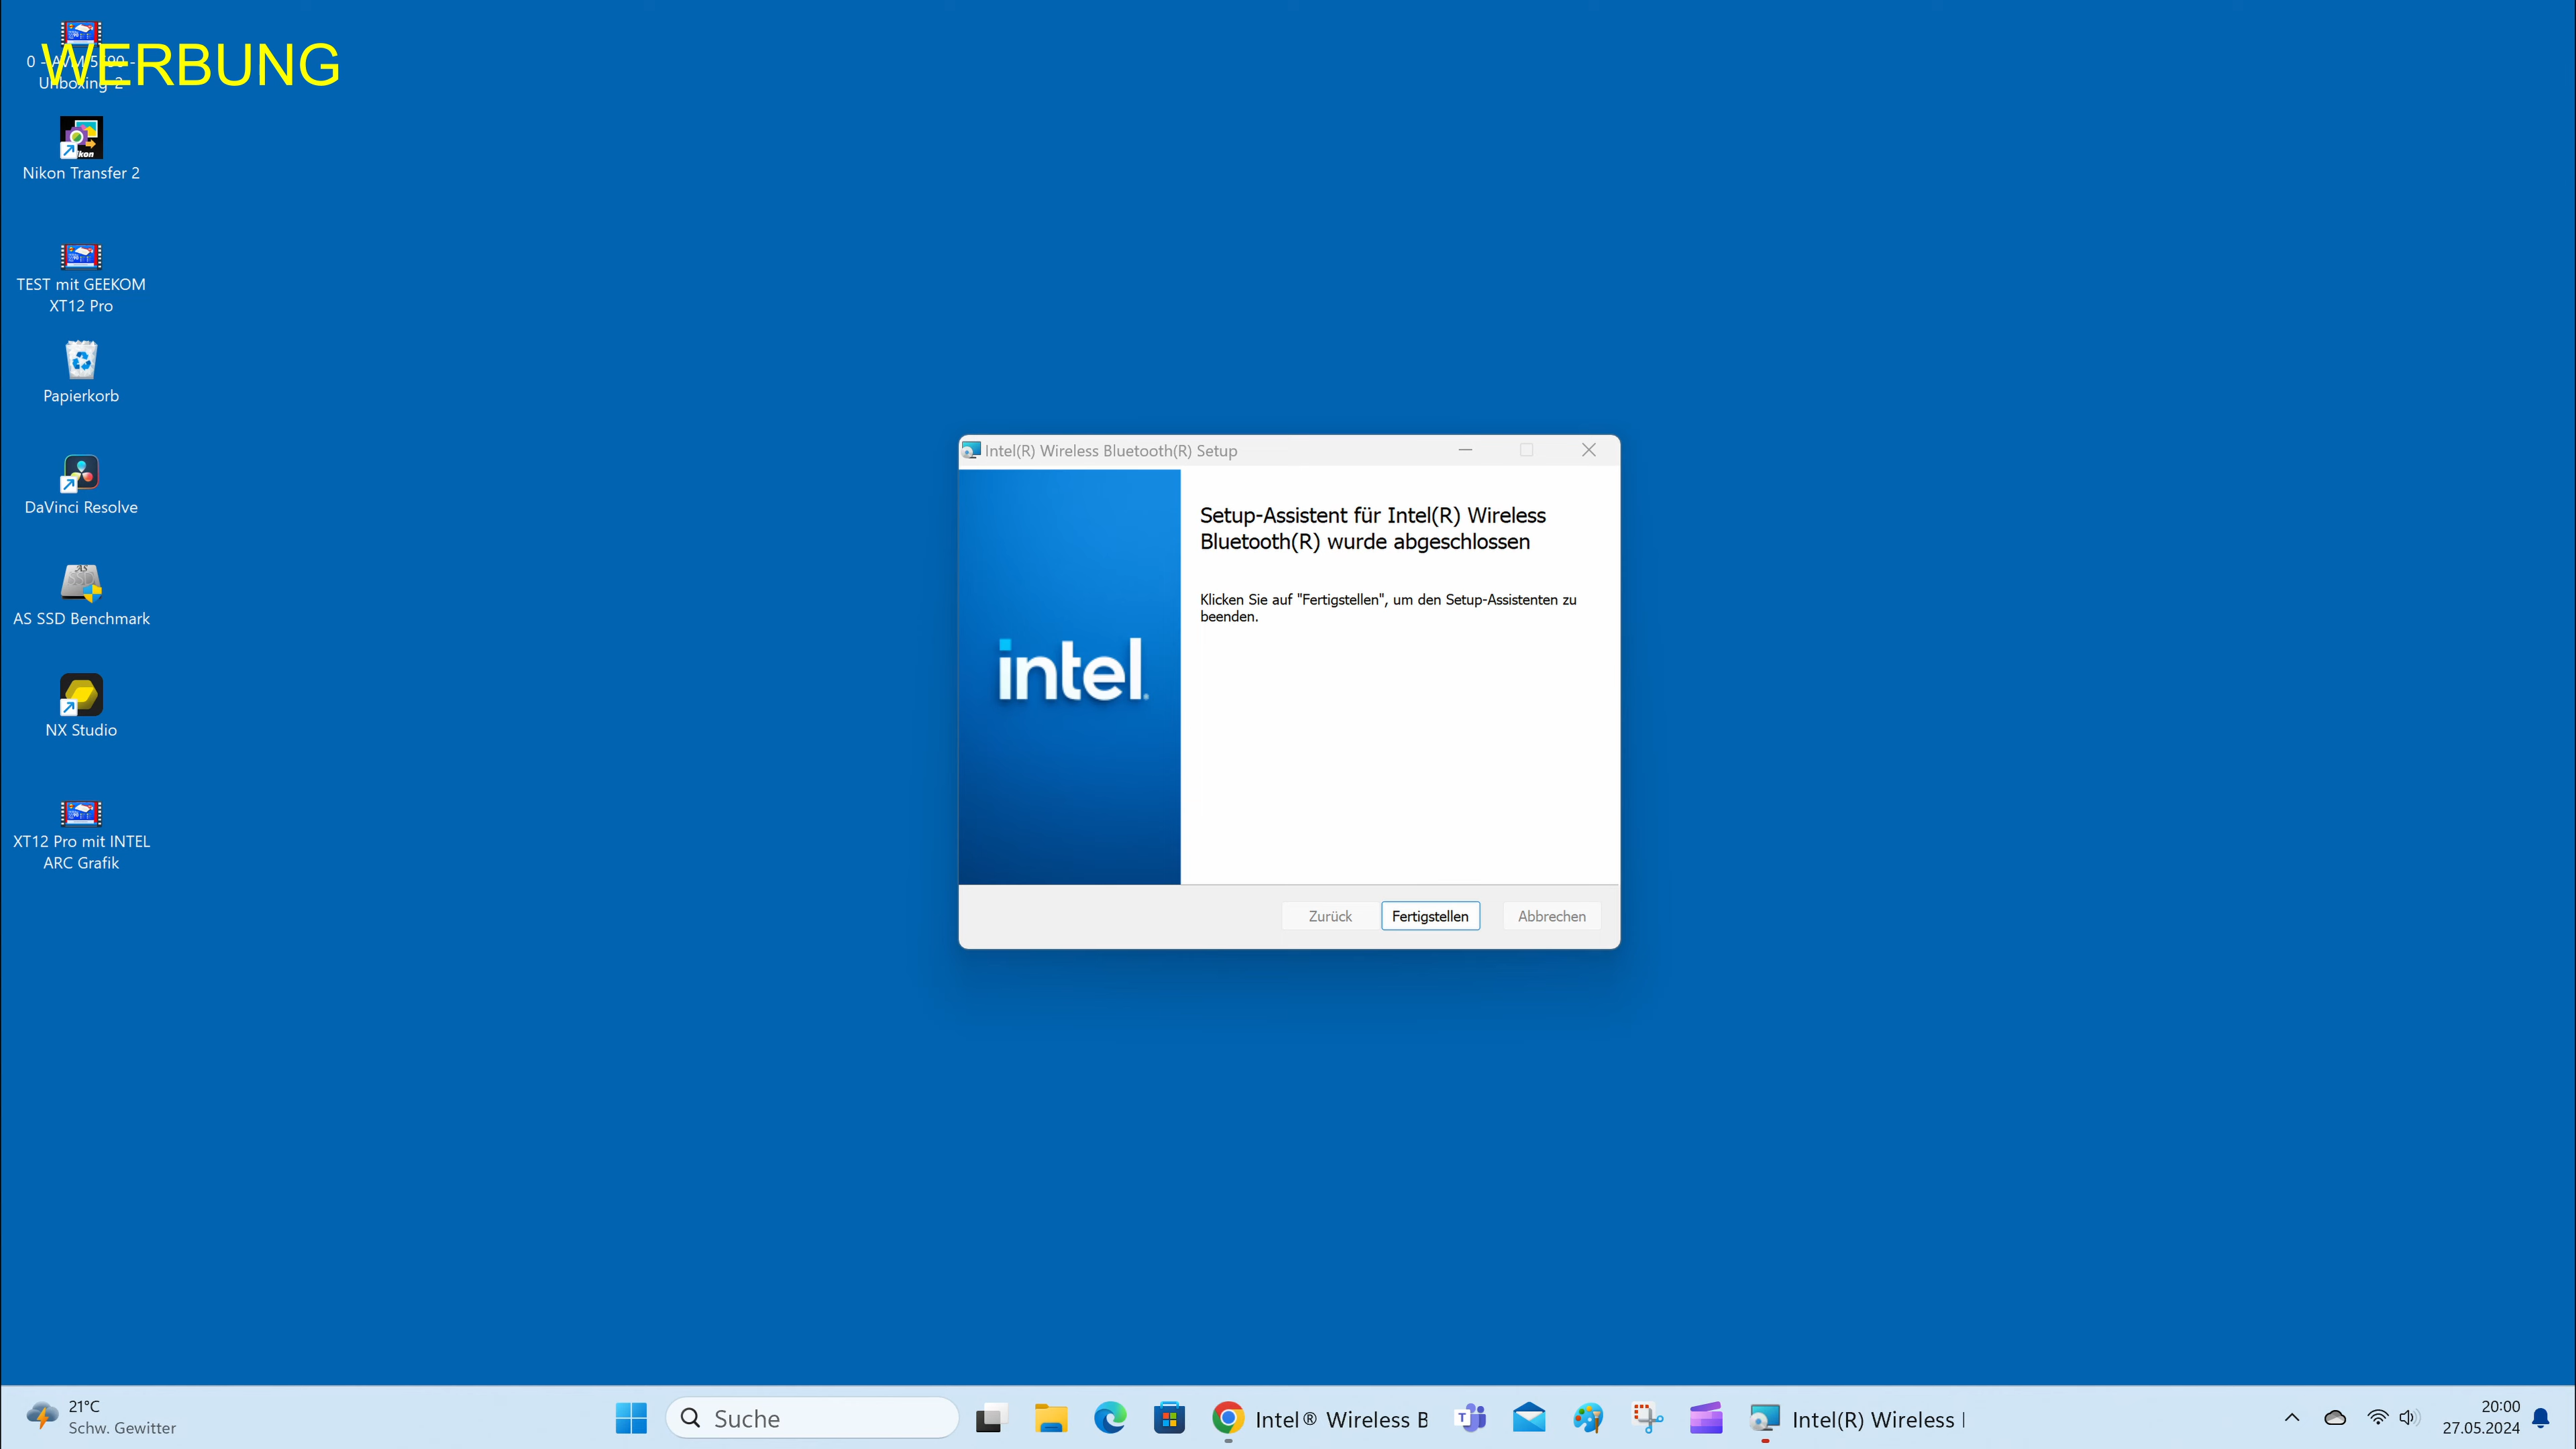 WERBUNG
0 - AVM 5690 -
Unboxing-2
Nikon Transfer 2
TEST mit GEEKOM
XT12 Pro
Papierkorb
DaVinci Resolve
AS SSD Benchmark
NX Studio
XT12 Pro mit INTEL
ARC Grafik
Intel(R) Wireless Bluetooth(R) Setup
Setup-Assistent für Intel(R) Wireless
Bluetooth(R) wurde abgeschlossen
Klicken Sie auf "Fertigstellen", um den Setup-Assistenten zu
beenden.
intel.
Zurück
Fertigstellen
Abbrechen
21°C
Schw. Gewitter
Suche
Intel® Wireless B
Intel(R) Wireless
20:00
27.05.2024